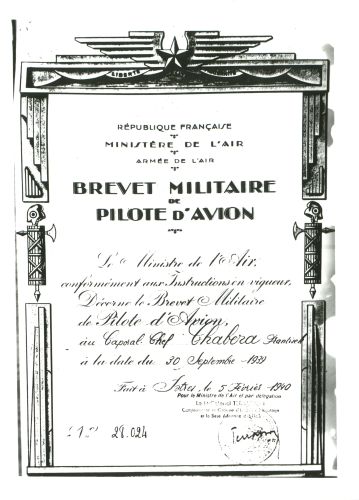 LIBERTÉ
RÉPUBLIQUE FRANÇAISE
MINISTÈRE DE L'AIR
ARMÉE DE L'AIR
BREVET MILITAIRE
DE
PILOTE D'AVION
Le Ministre de l'Air,
conformément aux Instructions en vigueur,
Décerne le Brevet Militaire
de Pilote d'Avion,
au Caporal Chef Chabera
à la date du 30 Septembre 1939
Fait à Istres, le 5 Février 1940
Pour le Ministre de l'Air et par délégation
28.024